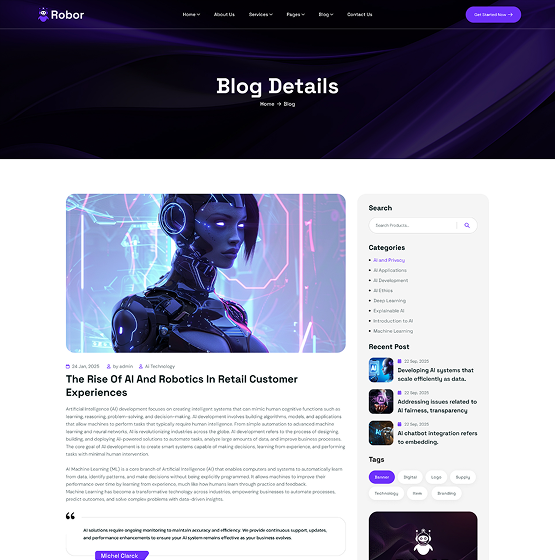 Robor
Home
About Us
Services
Pages
Blog
Contact Us
Get Started Now →
Blog Details
Home → Blog
24 Jan, 2025
by admin
AI Technology
The Rise Of AI And Robotics In Retail Customer
Experiences
Artificial Intelligence (AI) development focuses on creating intelligent systems that can mimic human cognitive functions such as
learning, reasoning, problem-solving, and decision-making. AI development involves building algorithms, models, and applications
that allow machines to perform tasks that typically require human intelligence. From simple automation to advanced machine
learning and neural networks, AI is revolutionizing industries across the globe. AI development refers to the process of designing,
building, and deploying AI-powered solutions to automate tasks, analyze large amounts of data, and improve business processes.
The core goal of AI development is to create smart systems capable of making decisions, learning from experience, and performing
tasks with minimal human intervention.
AI Machine Learning (ML) is a core branch of Artificial Intelligence (AI) that enables computers and systems to automatically learn
from data, identify patterns, and make decisions without being explicitly programmed. It allows machines to improve their
performance over time by learning from experience, much like how humans learn through practice and feedback.
Machine Learning has become a transformative technology across industries, empowering businesses to automate processes,
predict outcomes, and solve complex problems with data-driven insights.
AI solutions require ongoing monitoring to maintain accuracy and efficiency. We provide continuous support, updates,
and performance enhancements to ensure your AI system remains effective as your business evolves.
Michel Clarck
Search
Search Products...
Categories
AI and Privacy
AI Applications
AI Development
AI Ethics
Deep Learning
Explainable AI
Introduction to AI
Machine Learning
Recent Post
22 Sep, 2025
Developing AI systems that
scale efficiently as data.
22 Sep, 2025
Addressing issues related to
AI fairness, transparency
22 Sep, 2025
AI chatbot integration refers
to embedding.
Tags
Banner
Digital
Logo
Supply
Technology
Item
Branding